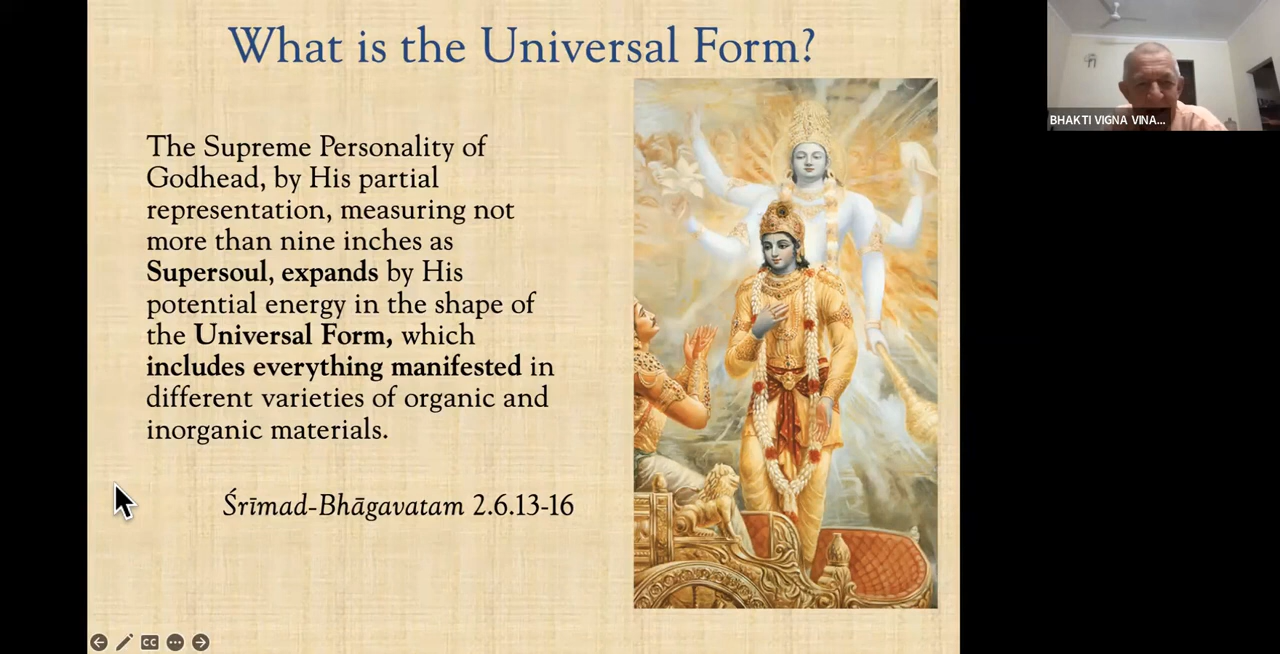 What is the Universal Form?
The Supreme Personality of
Godhead, by His partial
representation, measuring not
more than nine inches as
Supersoul, expands by His
potential energy in the shape of
the Universal Form, which
includes everything manifested in
different varieties of organic and
inorganic materials.
Śrīmad-Bhāgavatam 2.6.13-16
BHAKTI VIGNA VINA...
CC